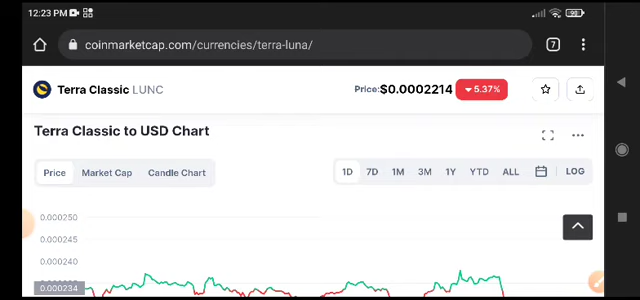 12:23 PM 90
coinmarketcap.com/currencies/terra-luna/ 7
Terra Classic LUNC Price:$0.0002214 5.37%
Terra Classic to USD Chart
Price Market Cap Candle Chart 1D 7D 1M 3M 1Y YTD ALL LOG
0.000250
0.000245
0.000240
0.000234